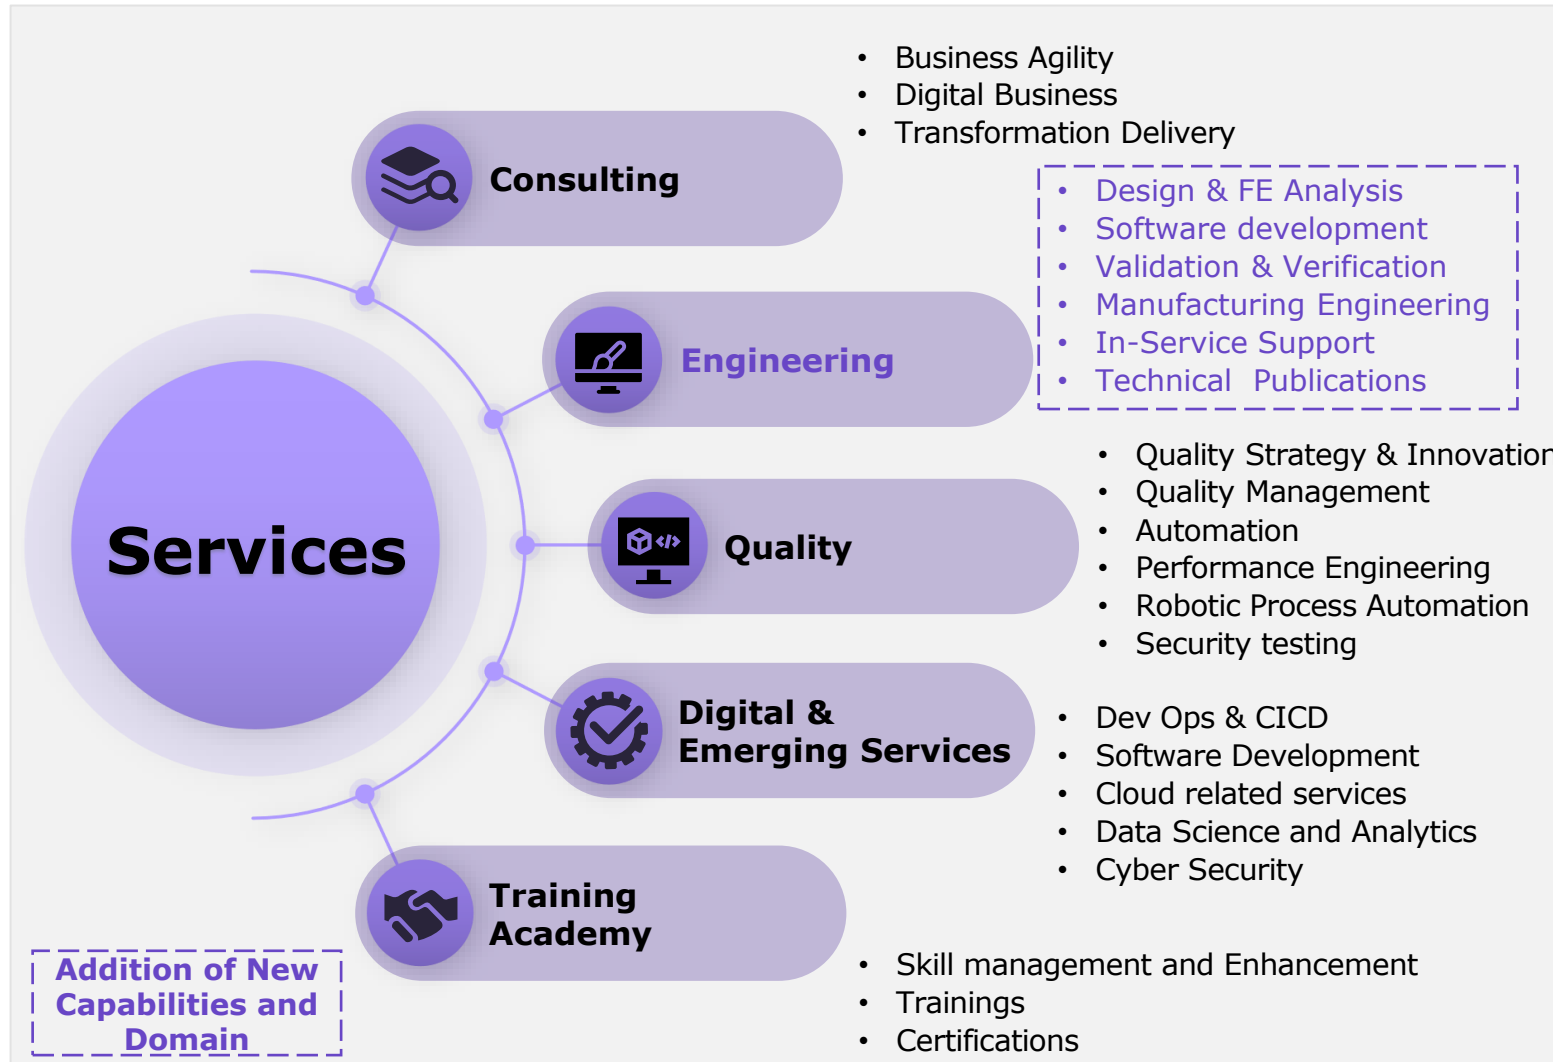 • Business Agility
• Digital Business
• Transformation Delivery
Consulting
• Design & FE Analysis
• Software development
• Validation & Verification
• Manufacturing Engineering
• In-Service Support
• Technical Publications
Engineering
• Quality Strategy & Innovation
• Quality Management
• Automation
• Performance Engineering
• Robotic Process Automation
• Security testing
Services
Quality
</>
Digital &
Emerging Services
• Dev Ops & CICD
• Software Development
• Cloud related services
• Data Science and Analytics
• Cyber Security
Training
Academy
• Skill management and Enhancement
• Trainings
• Certifications
Addition of New
Capabilities and
Domain